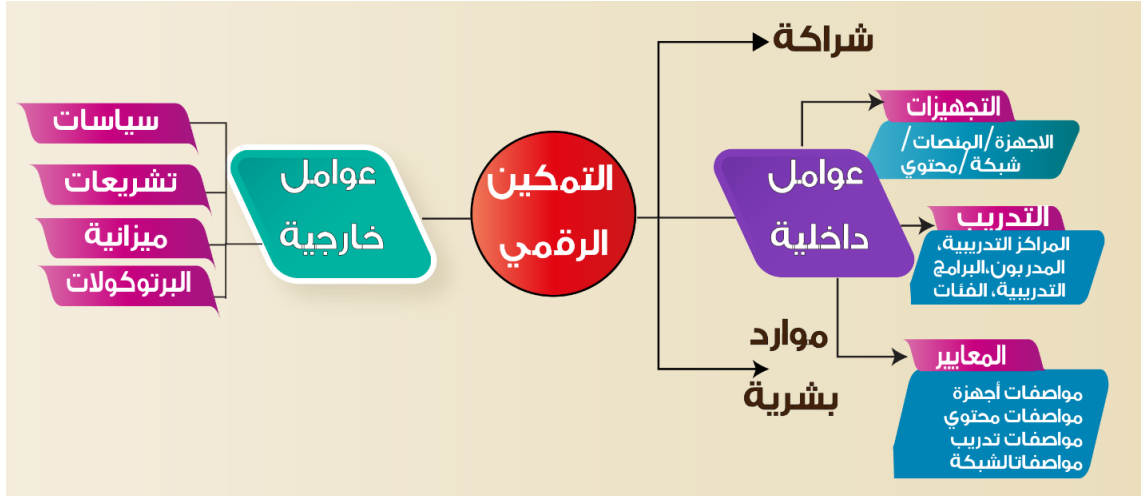 شراكة
التجهيزات
الاجهزة/المنصات/
شبكة/محتوي
عوامل
داخلية
التدريب
المراكز التدريبية،
المدربون،البرامج
التدريبية، الفئات
موارد
بشرية
المعايير
مواصفات أجهزة
مواصفات محتوي
مواصفات تدريب
مواصفاتالشبكة
التمكين
الرقمي
عوامل
خارجية
سياسات
تشريعات
ميزانية
البرتوكولات